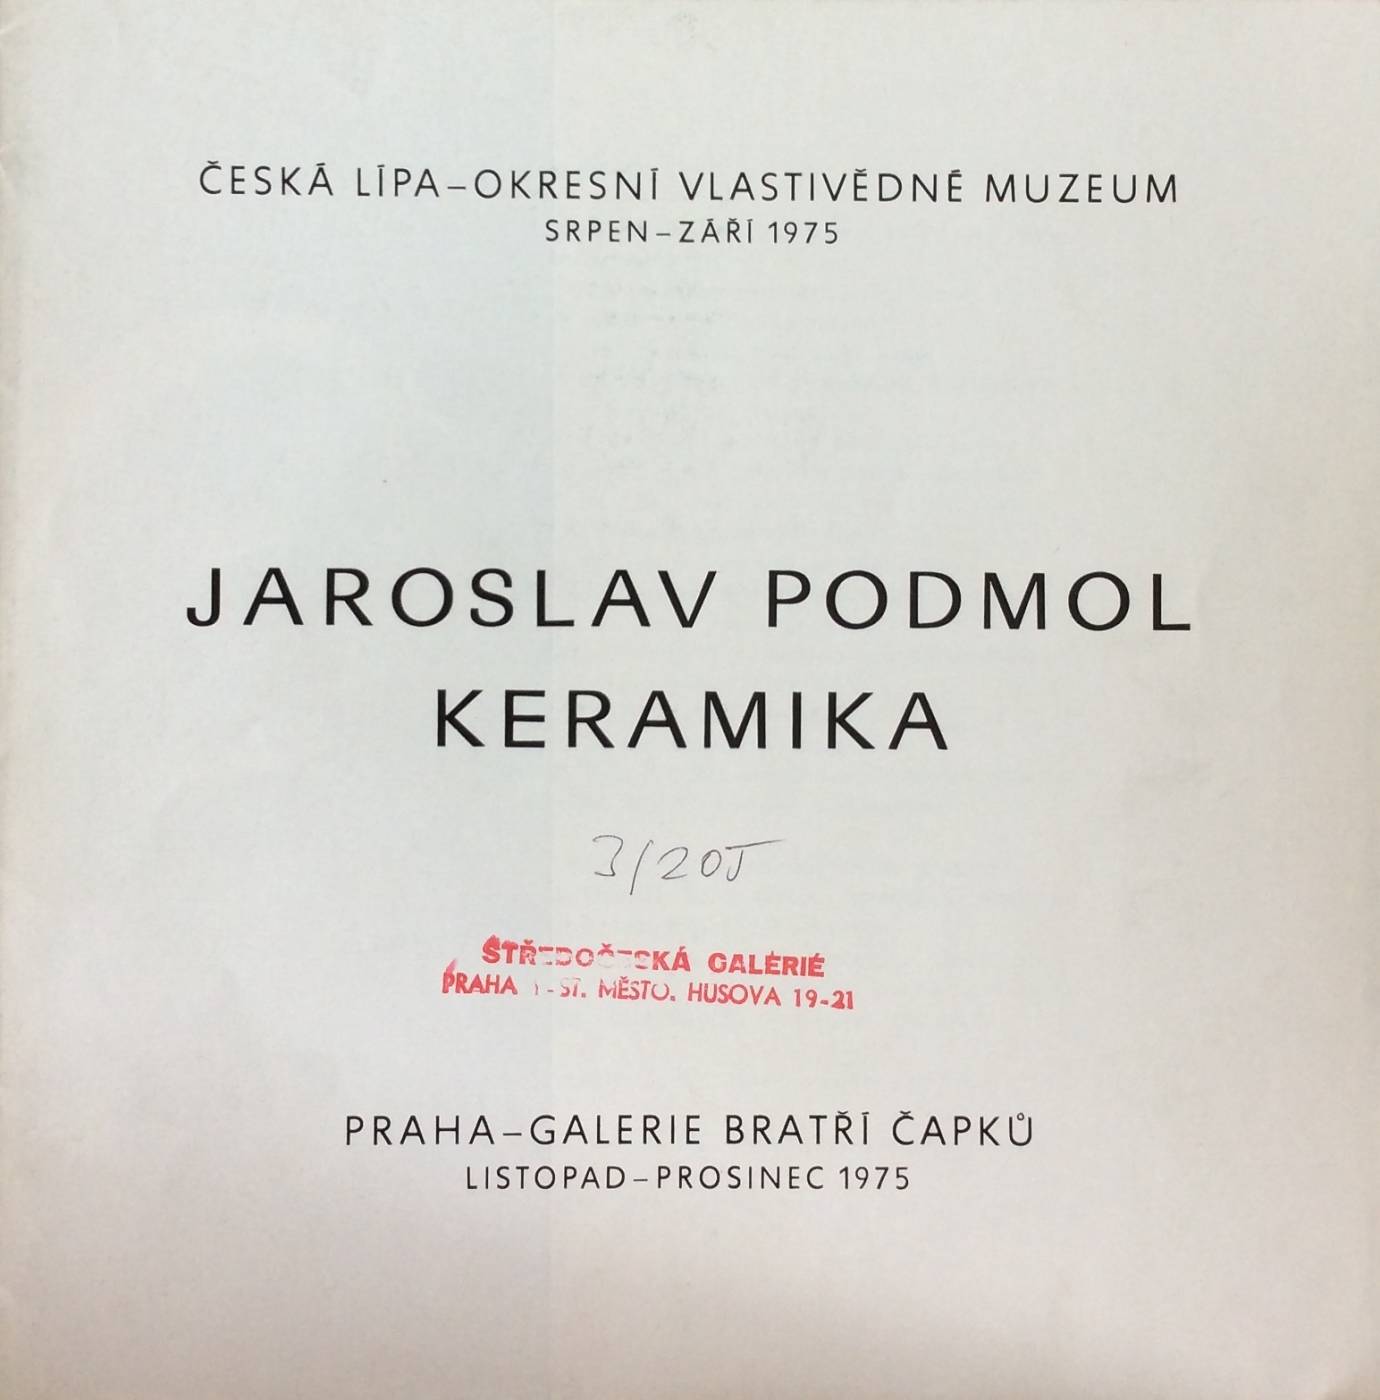 ČESKÁ LÍPA–OKRESNÍ VLASTIVĚDNÉ MUZEUM
SRPEN–ZÁŘÍ 1975
JAROSLAV PODMOL
KERAMIKA
3/205
STŘEDOČESKÁ GALERIE
PRAHA 1 - ST. MĚSTO. HUSOVA 19-21
PRAHA–GALERIE BRATŘÍ ČAPKŮ
LISTOPAD–PROSINEC 1975